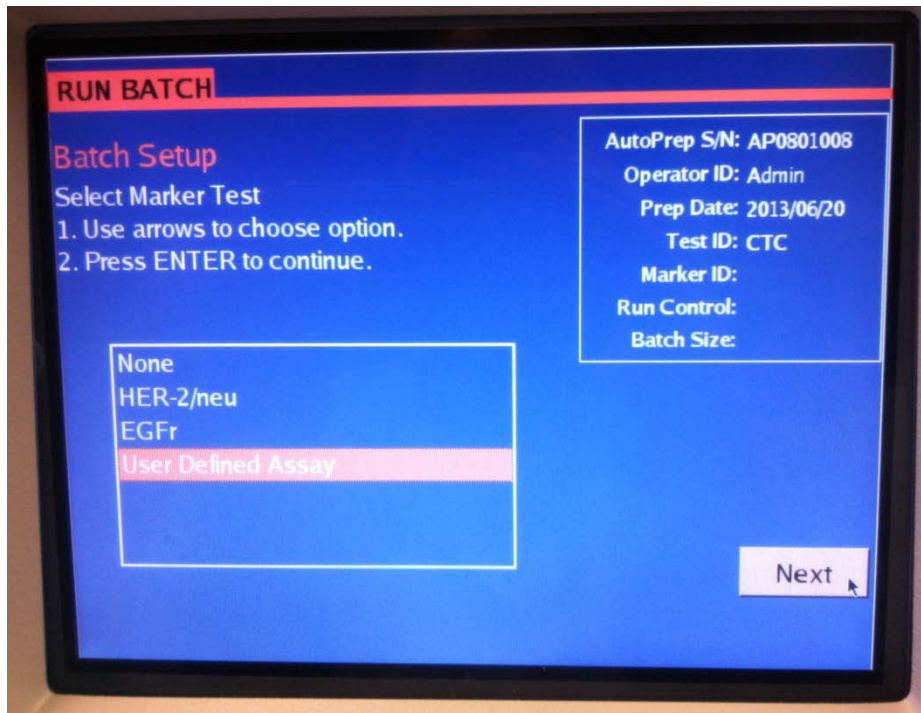 RUN BATCH
Batch Setup
Select Marker Test
1. Use arrows to choose option.
2. Press ENTER to continue.
AutoPrep S/N: AP0801008
Operator ID: Admin
Prep Date: 2013/06/20
Test ID: CTC
Marker ID:
Run Control:
Batch Size:
None
HER-2/neu
EGFr
User Defined Assay
Next